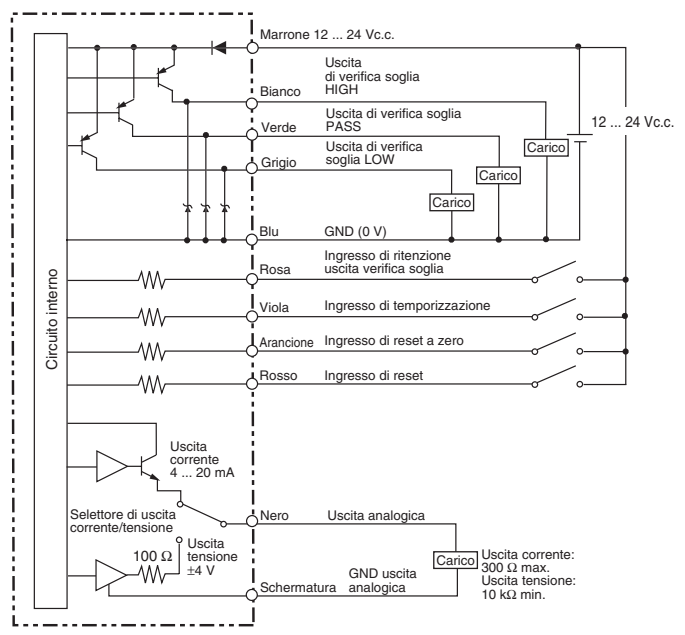 Marrone 12 ... 24 Vc.c.
Uscita
di verifica soglia
HIGH
Bianco
Uscita di verifica soglia
PASS
Verde
12 ... 24 Vc.c.
Uscita di verifica
soglia LOW
Grigio
Carico
Carico
Carico
Blu
GND (0 V)
Circuito interno
Rosa
Ingresso di ritenzione
uscita verifica soglia
Viola
Ingresso di temporizzazione
Arancione
Ingresso di reset a zero
Rosso
Ingresso di reset
Uscita
corrente
4 ... 20 mA
Selettore di uscita
corrente/tensione
Nero
Uscita analogica
100 Ω
Uscita
tensione
±4 V
Carico
Uscita corrente:
300 Ω max.
Uscita tensione:
10 kΩ min.
Schermatura
GND uscita
analogica